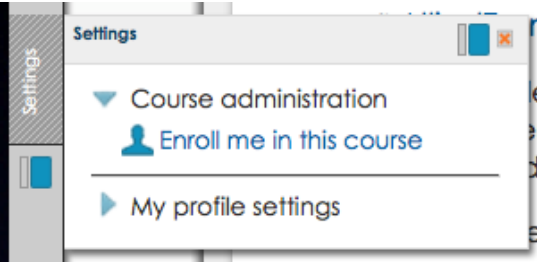 Settings
Settings
Course administration
Enroll me in this course
My profile settings